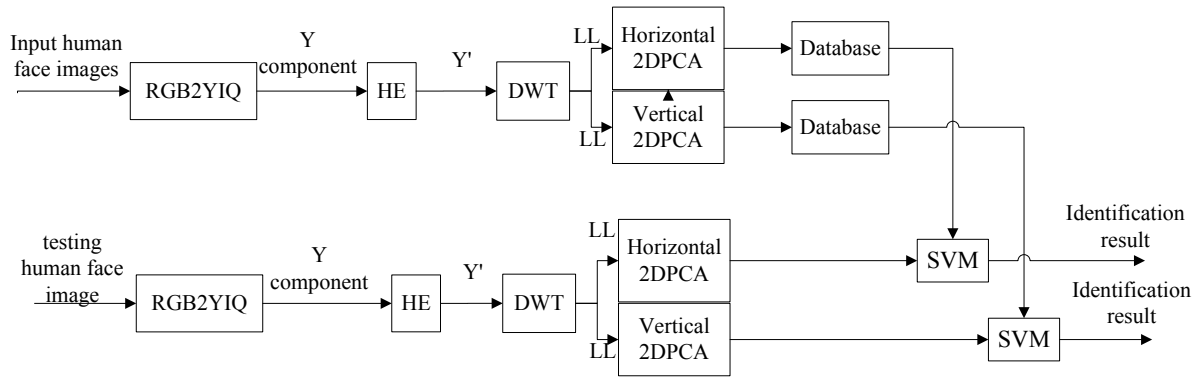 Input human
face images
RGB2YIQ
Y
component
HE
Y'
DWT
LL
LL
Horizontal
2DPCA
Vertical
2DPCA
Database
Database
testing
human face
image
RGB2YIQ
Y
component
HE
Y'
DWT
LL
LL
Horizontal
2DPCA
Vertical
2DPCA
SVM
Identification
result
SVM
Identification
result